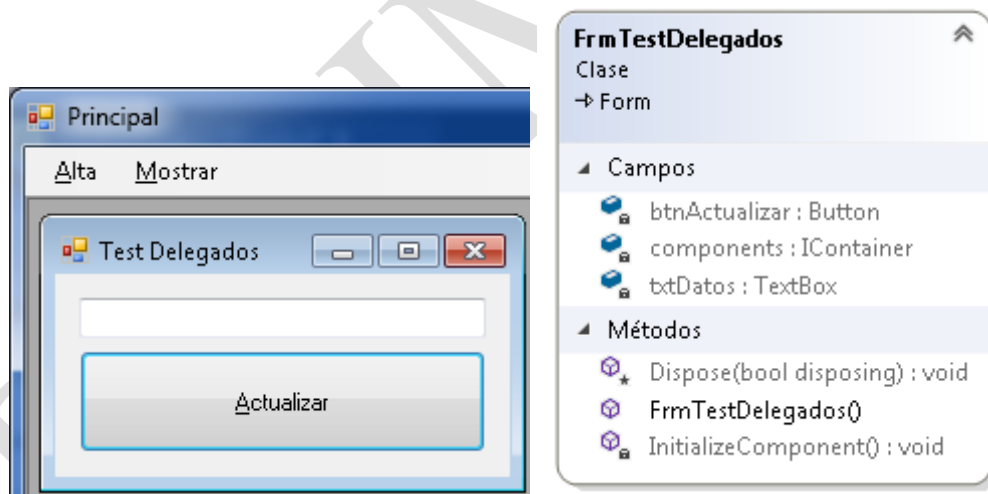 Principal
Alta Mostrar
Test Delegados
Actualizar
FrmTestDelegados
Clase
Form
Campos
btnActualizar : Button
components : IContainer
txtDatos : TextBox
Métodos
Dispose(bool disposing) : void
FrmTestDelegados()
InitializeComponent() : void